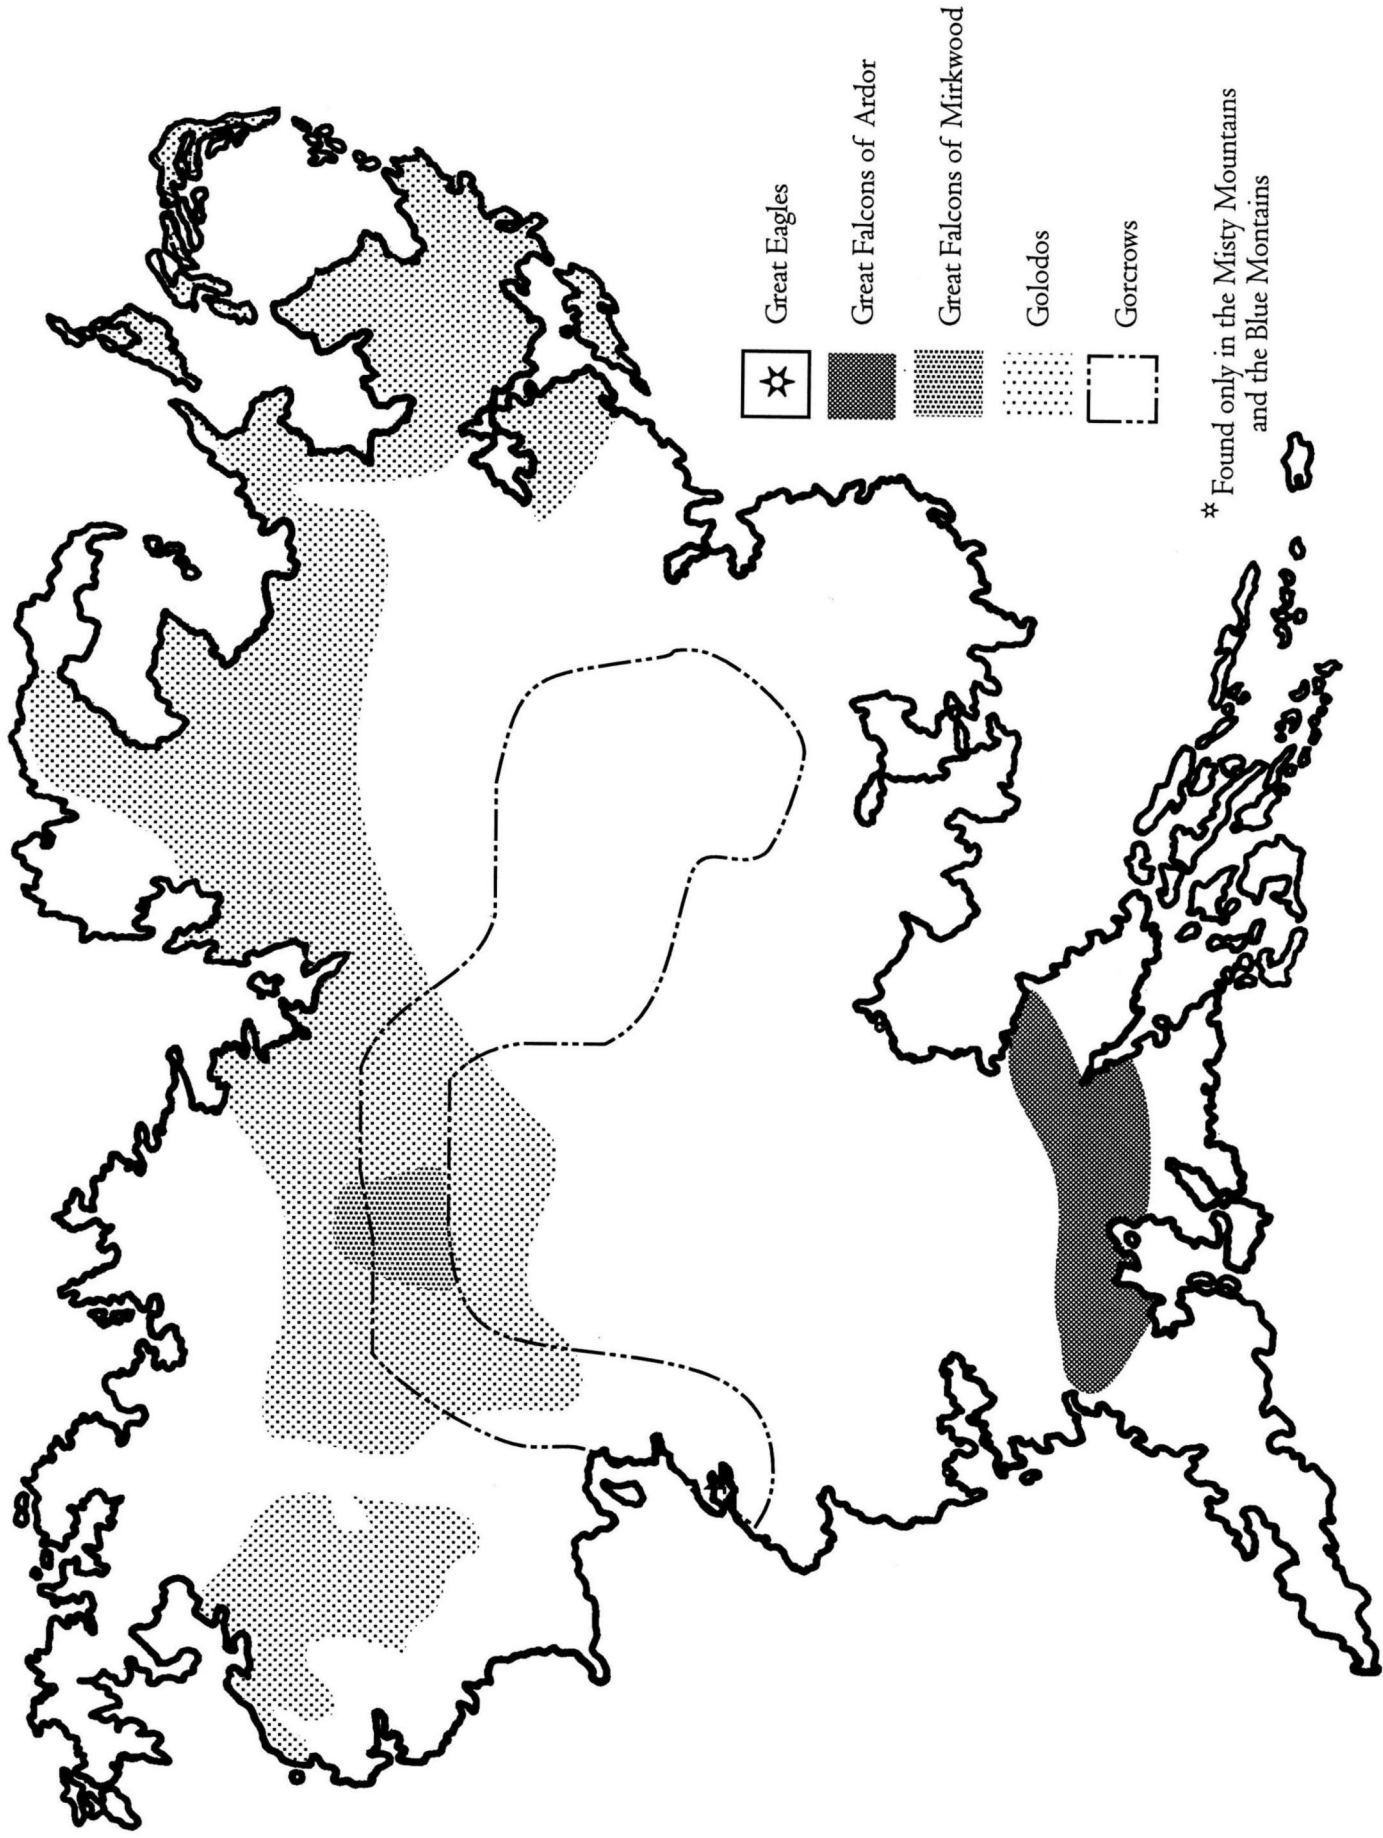 Great Eagles
Great Falcons of Ardor
Great Falcons of Mirkwood
Golodos
Gorcrows
*Found only in the Misty Mountains
and the Blue Montains